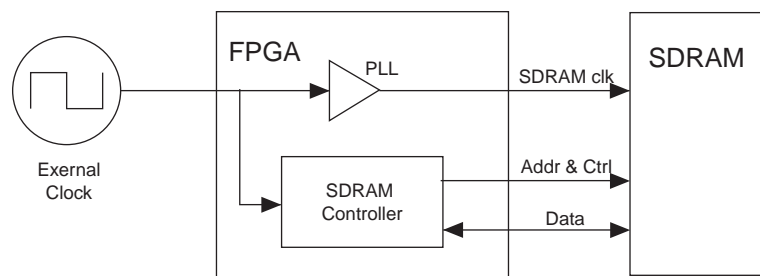 FPGA
PLL
SDRAM clk
SDRAM
Exernal
Clock
SDRAM
Controller
Addr & Ctrl
Data